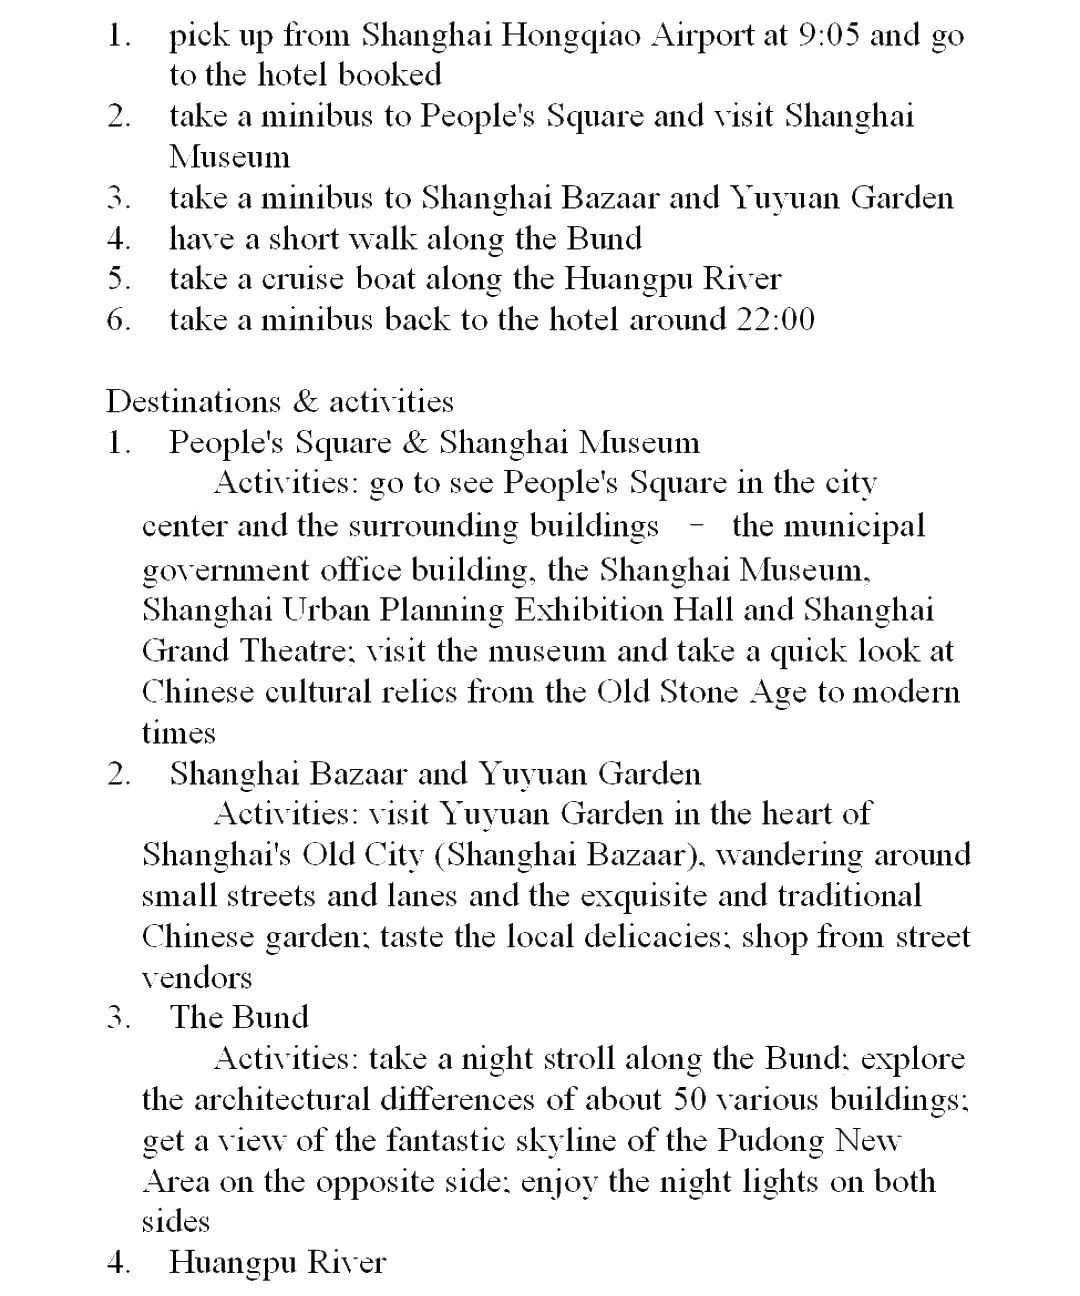 1. pick up from Shanghai Hongqiao Airport at 9:05 and go
to the hotel booked
2. take a minibus to People's Square and visit Shanghai
Museum
3. take a minibus to Shanghai Bazaar and Yuyuan Garden
4. have a short walk along the Bund
5. take a cruise boat along the Huangpu River
6. take a minibus back to the hotel around 22:00
Destinations & activities
1. People's Square & Shanghai Museum
Activities: go to see People's Square in the city
center and the surrounding buildings - the municipal
government office building, the Shanghai Museum,
Shanghai Urban Planning Exhibition Hall and Shanghai
Grand Theatre; visit the museum and take a quick look at
Chinese cultural relics from the Old Stone Age to modern
times
2. Shanghai Bazaar and Yuyuan Garden
Activities: visit Yuyuan Garden in the heart of
Shanghai's Old City (Shanghai Bazaar), wandering around
small streets and lanes and the exquisite and traditional
Chinese garden; taste the local delicacies; shop from street
vendors
3. The Bund
Activities: take a night stroll along the Bund; explore
the architectural differences of about 50 various buildings;
get a view of the fantastic skyline of the Pudong New
Area on the opposite side; enjoy the night lights on both
sides
4. Huangpu River